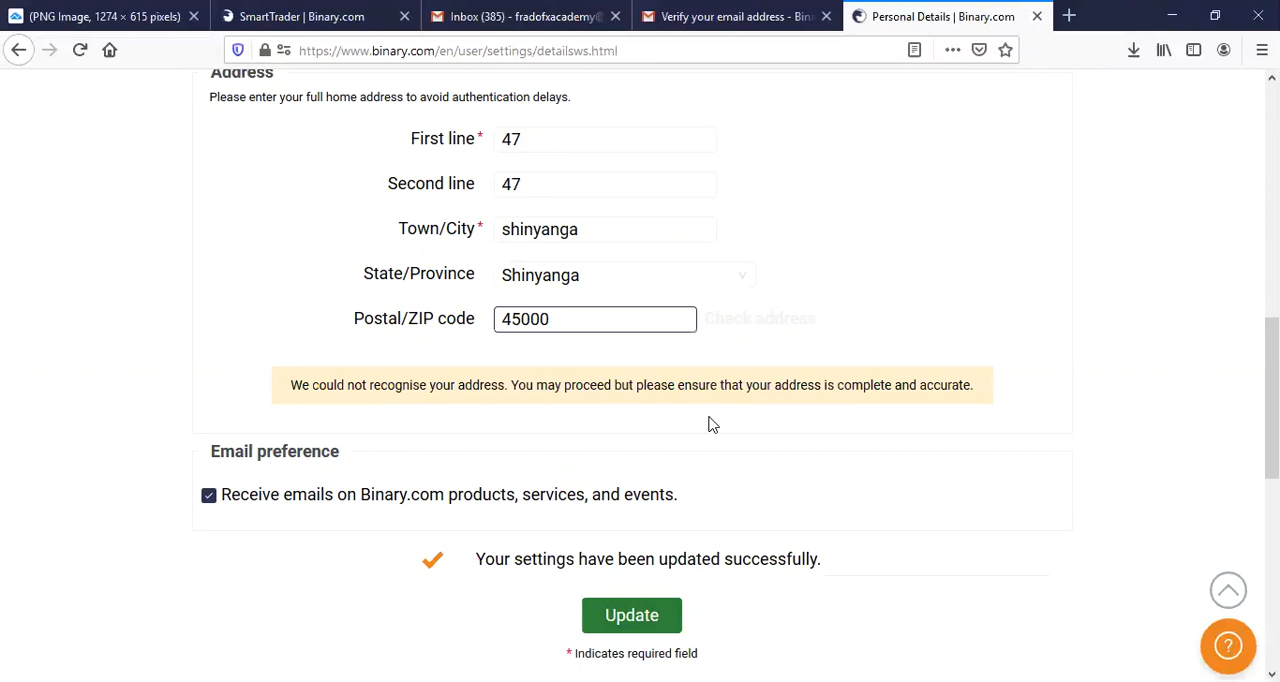 (PNG Image, 1274 × 615 pixels)
SmartTrader | Binary.com
Inbox (385) - fradofxacademy@
Verify your email address - Bin
Personal Details | Binary.com
https://www.binary.com/en/user/settings/detailsws.html
Address
Please enter your full home address to avoid authentication delays.
First line* 47
Second line 47
Town/City* shinyanga
State/Province Shinyanga
Postal/ZIP code 45000 Check address
We could not recognise your address. You may proceed but please ensure that your address is complete and accurate.
Email preference
Receive emails on Binary.com products, services, and events.
Your settings have been updated successfully.
Update
* Indicates required field